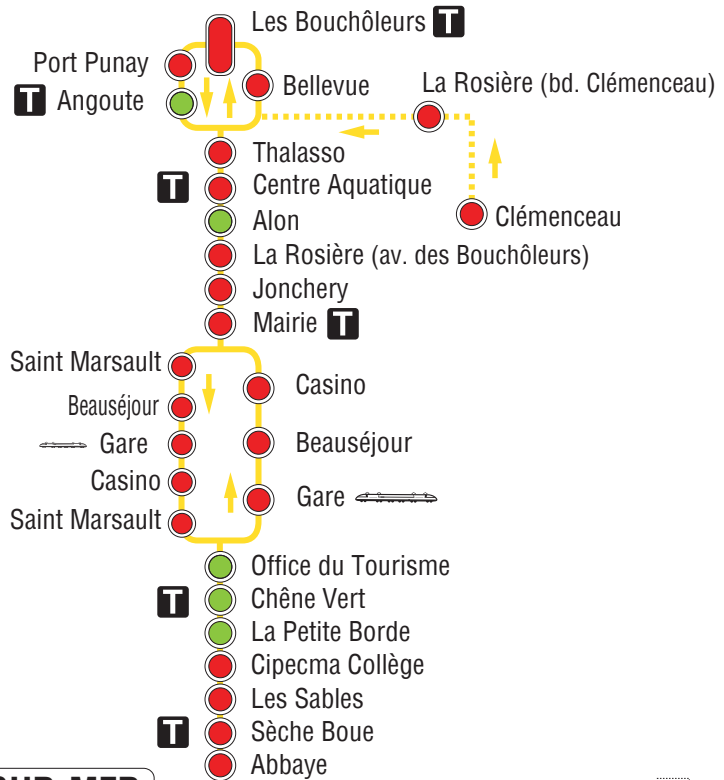 Les Bouchôleurs T
Port Punay
T Angoute
Bellevue
La Rosière (bd. Clémenceau)
Thalasso
T Centre Aquatique
Clémenceau
Alon
La Rosière (av. des Bouchôleurs)
Jonchery
Mairie T
Saint Marsault
Casino
Beauséjour
Gare
Beauséjour
Casino
Gare
Saint Marsault
Office du Tourisme
T Chêne Vert
La Petite Borde
Cipecma Collège
Les Sables
T Sèche Boue
Abbaye